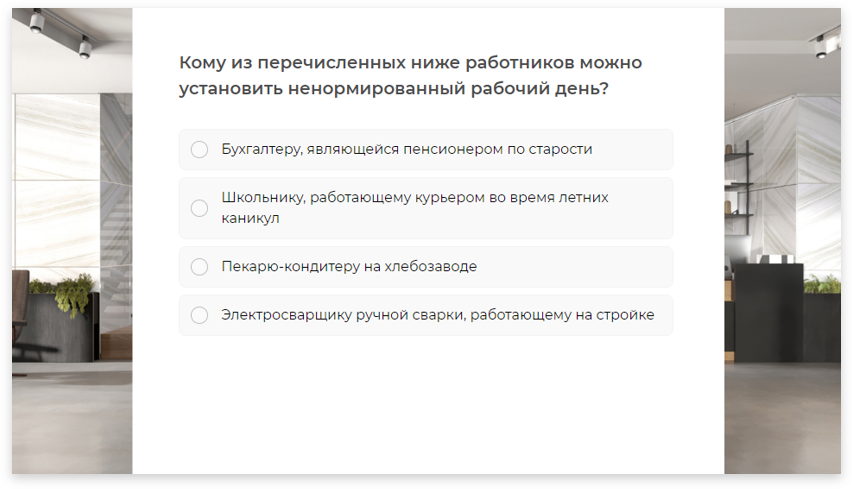 Кому из перечисленных ниже работников можно
установить ненормированный рабочий день?
Бухгалтеру, являющейся пенсионером по старости
Школьнику, работающему курьером во время летних
каникул
Пекарю-кондитеру на хлебозаводе
Электросварщику ручной сварки, работающему на стройке